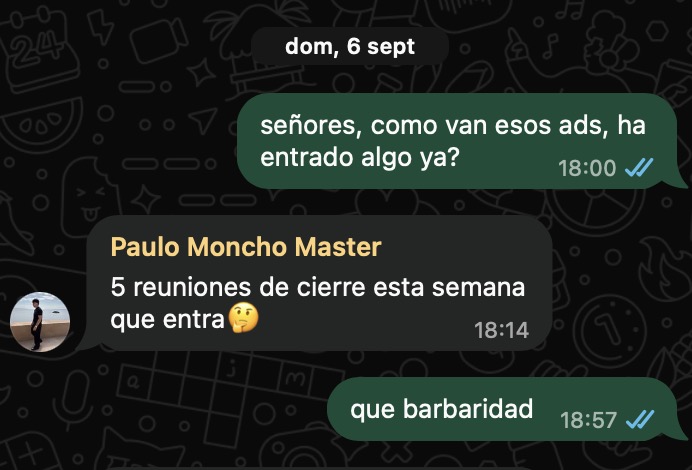 dom, 6 sept
señores, como van esos ads, ha
entrado algo ya?
18:00
Paulo Moncho Master
5 reuniones de cierre esta semana
que entra🤔
18:14
que barbaridad
18:57